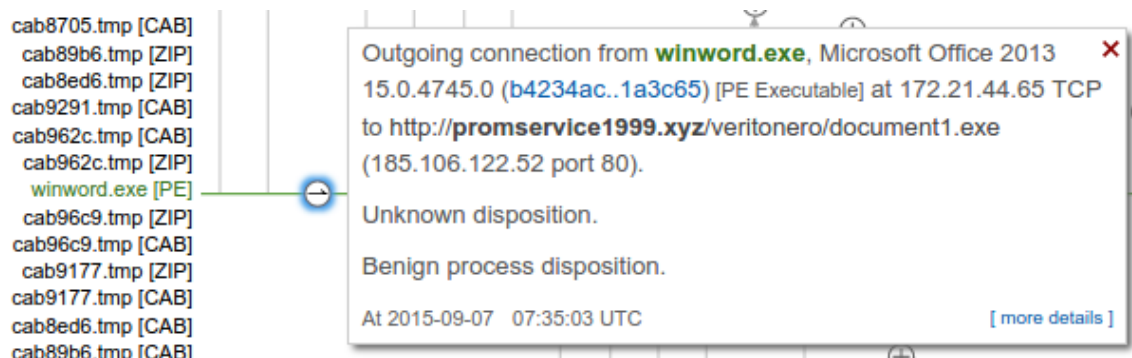 cab8705.tmp [CAB]
cab89b6.tmp [ZIP]
cab8ed6.tmp [ZIP]
cab9291.tmp [CAB]
cab962c.tmp [CAB]
cab962c.tmp [ZIP]
winword.exe [PE]
cab96c9.tmp [ZIP]
cab96c9.tmp [CAB]
cab9177.tmp [ZIP]
cab9177.tmp [CAB]
cab8ed6.tmp [CAB]
cab89b6.tmp [CAB]
Outgoing connection from winword.exe, Microsoft Office 2013
15.0.4745.0 (b4234ac..1a3c65) [PE Executable] at 172.21.44.65 TCP
to http://promservice1999.xyz/veritonero/document1.exe
(185.106.122.52 port 80).
Unknown disposition.
Benign process disposition.
At 2015-09-07 07:35:03 UTC
[ more details ]